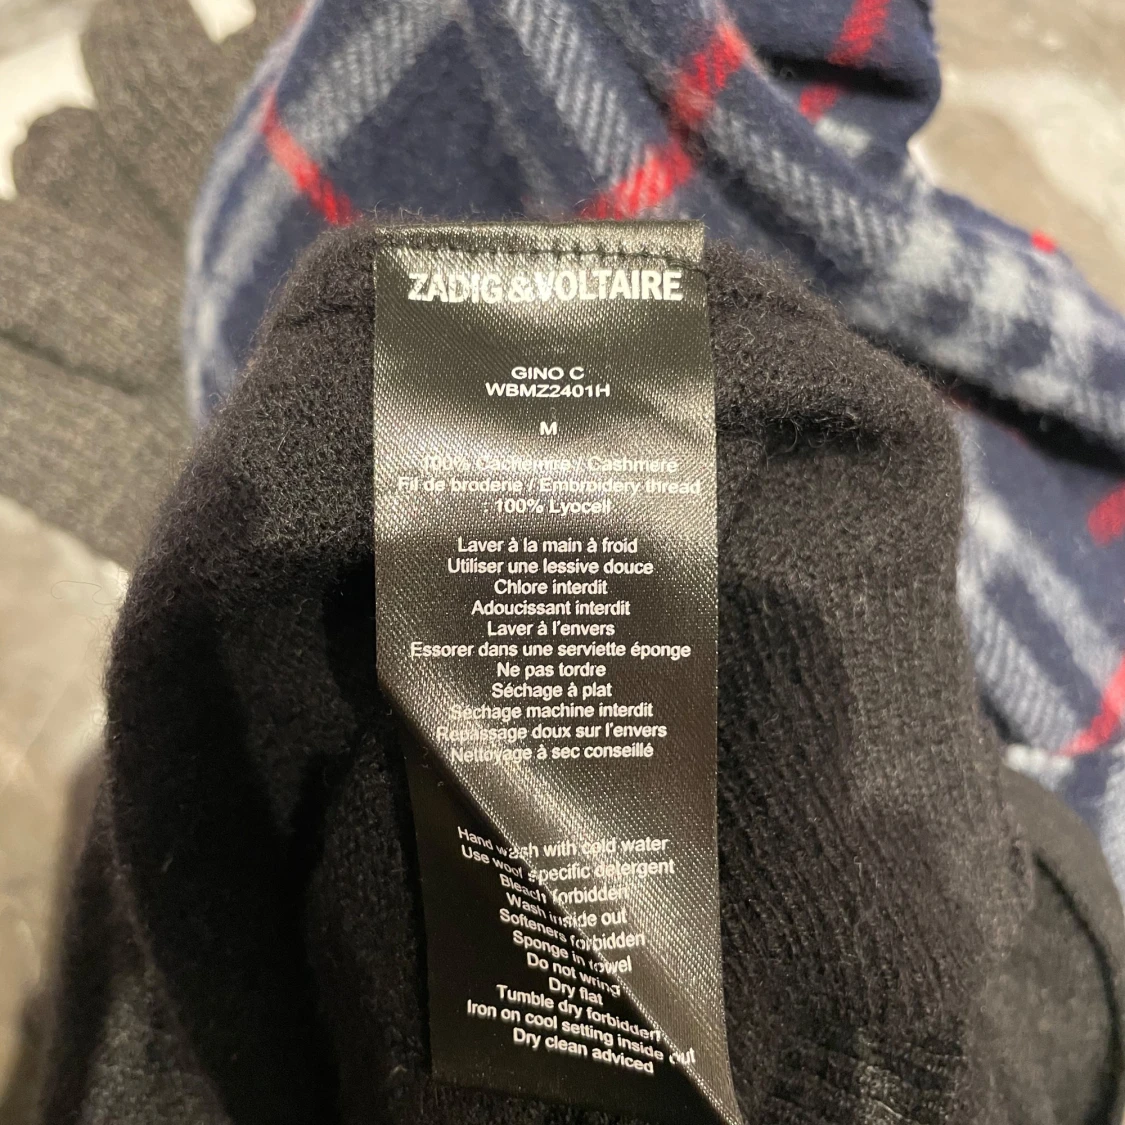 ZADIG&VOLTAIRE
GINO C
WBMZ2401H
M
100% Cachemire / Cashmere
Fil de broderie / Embroidery thread
: 100% Lyocell
Laver à la main à froid
Utiliser une lessive douce
Chlore interdit
Adoucissant interdit
Laver à l'envers
Essorer dans une serviette éponge
Ne pas tordre
Séchage à plat
Séchage machine interdit
Repassage doux sur l'envers
Nettoyage à sec conseillé
Hand wash with cold water
Use wool specific detergent
Bleach forbidden
Wash inside out
Softeners forbidden
Sponge in towel
Do not wring
Dry flat
Tumble dry forbidden
Iron on cool setting inside out
Dry clean adviced